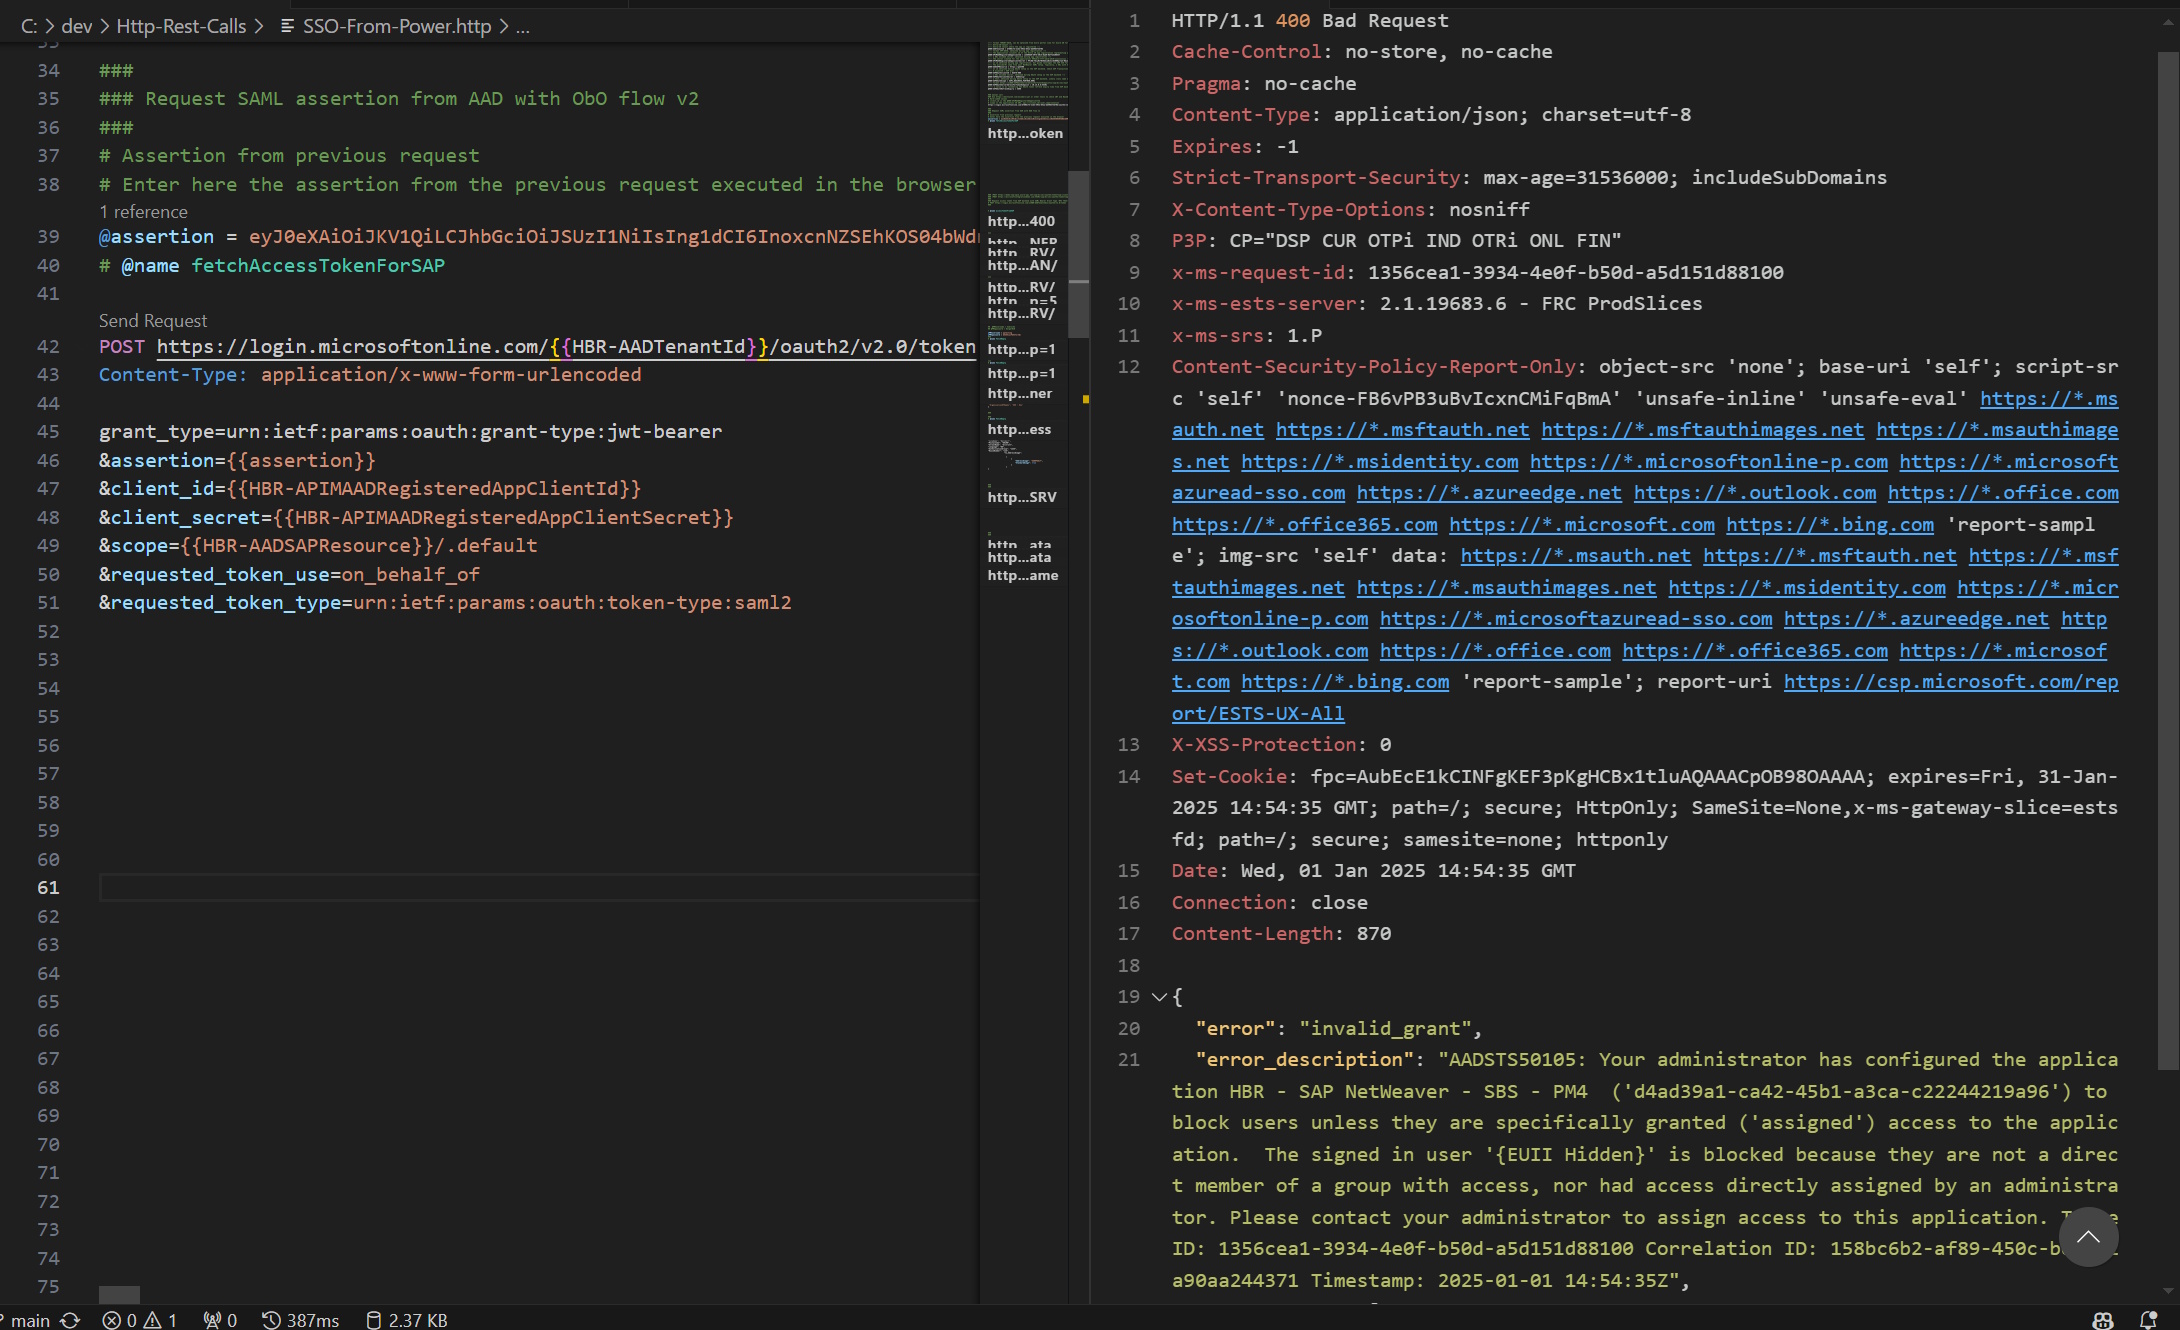 C: > dev > Http-Rest-Calls > SSO-From-Power.http > ...
34 ###
35 ### Request SAML assertion from AAD with ObO flow v2
36 ###
37 # Assertion from previous request
38 # Enter here the assertion from the previous request executed in the browser
1 reference
39 @assertion = eyJ0eXAiOiJKV1QiLCJhbGciOiJSUzI1NiIsIng1dCI6InoxcnNZSEhKOS04bWd
40 # @name fetchAccessTokenForSAP
41
Send Request
42 POST https://login.microsoftonline.com/{{HBR-AADTenantId}}/oauth2/v2.0/token
43 Content-Type: application/x-www-form-urlencoded
44
45 grant_type=urn:ietf:params:oauth:grant-type:jwt-bearer
46 &assertion={{assertion}}
47 &client_id={{HBR-APIMAADRegisteredAppClientId}}
48 &client_secret={{HBR-APIMAADRegisteredAppClientSecret}}
49 &scope={{HBR-AADSAPResource}}/.default
50 &requested_token_use=on_behalf_of
51 &requested_token_type=urn:ietf:params:oauth:token-type:saml2
52
53
54
55
56
57
58
59
60
61
62
63
64
65
66
67
68
69
70
71
72
73
74
75
http...oken
http...400
http...NER
http...RV/
http...AN/
http...RV/
http...p=5
http...RV/
http...p=1
http...p=1
http...ner
http...ess
http...SRV
http...ata
http...ata
http...ame
1 HTTP/1.1 400 Bad Request
2 Cache-Control: no-store, no-cache
3 Pragma: no-cache
4 Content-Type: application/json; charset=utf-8
5 Expires: -1
6 Strict-Transport-Security: max-age=31536000; includeSubDomains
7 X-Content-Type-Options: nosniff
8 P3P: CP="DSP CUR OTPi IND OTRi ONL FIN"
9 x-ms-request-id: 1356cea1-3934-4e0f-b50d-a5d151d88100
10 x-ms-ests-server: 2.1.19683.6 - FRC ProdSlices
11 x-ms-srs: 1.P
12 Content-Security-Policy-Report-Only: object-src 'none'; base-uri 'self'; script-sr
c 'self' 'nonce-FB6vPB3uBvIcxnCMiFqBmA' 'unsafe-inline' 'unsafe-eval' https://*.ms
auth.net https://*.msftauth.net https://*.msftauthimages.net https://*.msauthimage
s.net https://*.msidentity.com https://*.microsoftonline-p.com https://*.microsoft
azuread-sso.com https://*.azureedge.net https://*.outlook.com https://*.office.com
https://*.office365.com https://*.microsoft.com https://*.bing.com 'report-sampl
e'; img-src 'self' data: https://*.msauth.net https://*.msftauth.net https://*.msf
tauthimages.net https://*.msauthimages.net https://*.msidentity.com https://*.micr
osoftonline-p.com https://*.microsoftazuread-sso.com https://*.azureedge.net http
s://*.outlook.com https://*.office.com https://*.office365.com https://*.microsof
t.com https://*.bing.com 'report-sample'; report-uri https://csp.microsoft.com/rep
ort/ESTS-UX-All
13 X-XSS-Protection: 0
14 Set-Cookie: fpc=AubEcE1kCINFgKEF3pKgHCBx1tluAQAAACpOB98OAAAA; expires=Fri, 31-Jan-
2025 14:54:35 GMT; path=/; secure; HttpOnly; SameSite=None,x-ms-gateway-slice=ests
fd; path=/; secure; samesite=none; httponly
15 Date: Wed, 01 Jan 2025 14:54:35 GMT
16 Connection: close
17 Content-Length: 870
18
19 {
20 "error": "invalid_grant",
21 "error_description": "AADSTS50105: Your administrator has configured the applica
tion HBR - SAP NetWeaver - SBS - PM4  ('d4ad39a1-ca42-45b1-a3ca-c22244219a96') to
block users unless they are specifically granted ('assigned') access to the applic
ation.  The signed in user '{EUII Hidden}' is blocked because they are not a direc
t member of a group with access, nor had access directly assigned by an administra
tor. Please contact your administrator to assign access to this application.
ID: 1356cea1-3934-4e0f-b50d-a5d151d88100 Correlation ID: 158bc6b2-af89-450c-b
a90aa244371 Timestamp: 2025-01-01 14:54:35Z",
main 0 1 0 387ms 2.37 KB